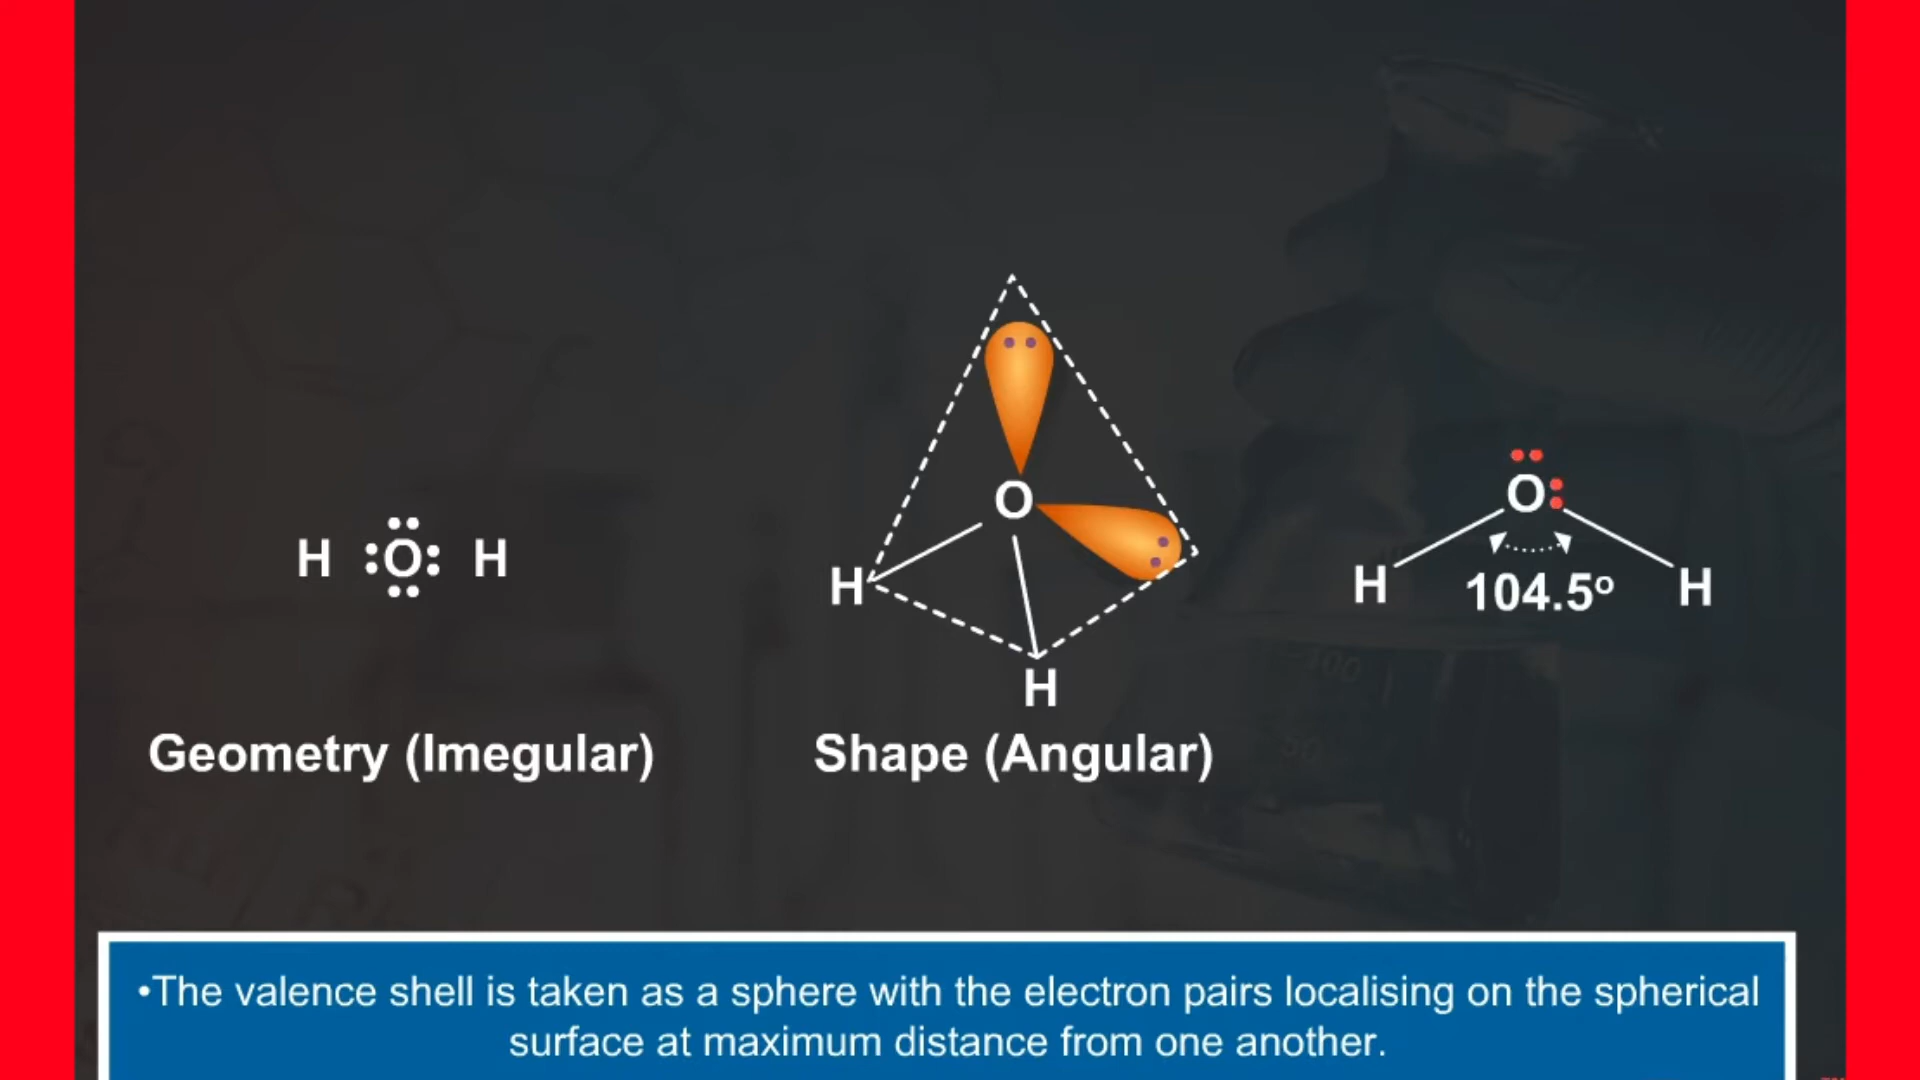 H :Ö: H
Geometry (Imegular)
O
H
H
Shape (Angular)
O
H
H
104.5º
•The valence shell is taken as a sphere with the electron pairs localising on the spherical
surface at maximum distance from one another.